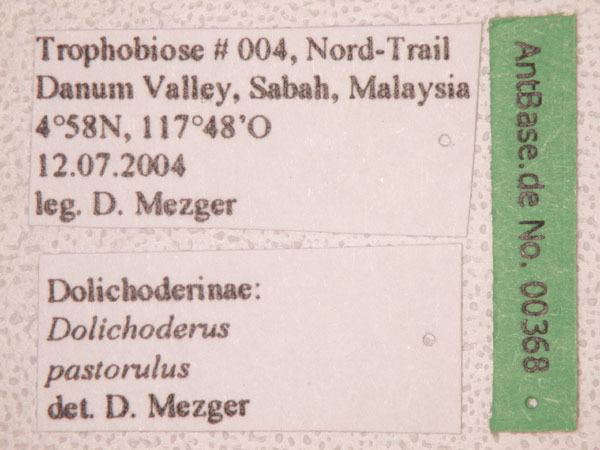 Trophobiose # 004, Nord-Trail
Danum Valley, Sabah, Malaysia
4°58N, 117°48'O
12.07.2004
leg. D. Mezger
Dolichoderinae:
Dolichoderus
pastorulus
det. D. Mezger
AntBase.de No. 00368